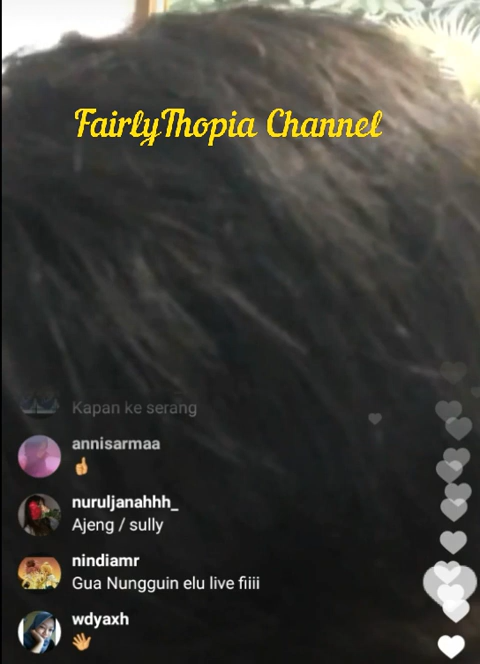 FairlyThopia Channel
Kapan ke serang
annisarmaa
👍
nuruljanahhh_
Ajeng / sully
nindiamr
Gua Nungguin elu live fiiii
wdyaxh
👋